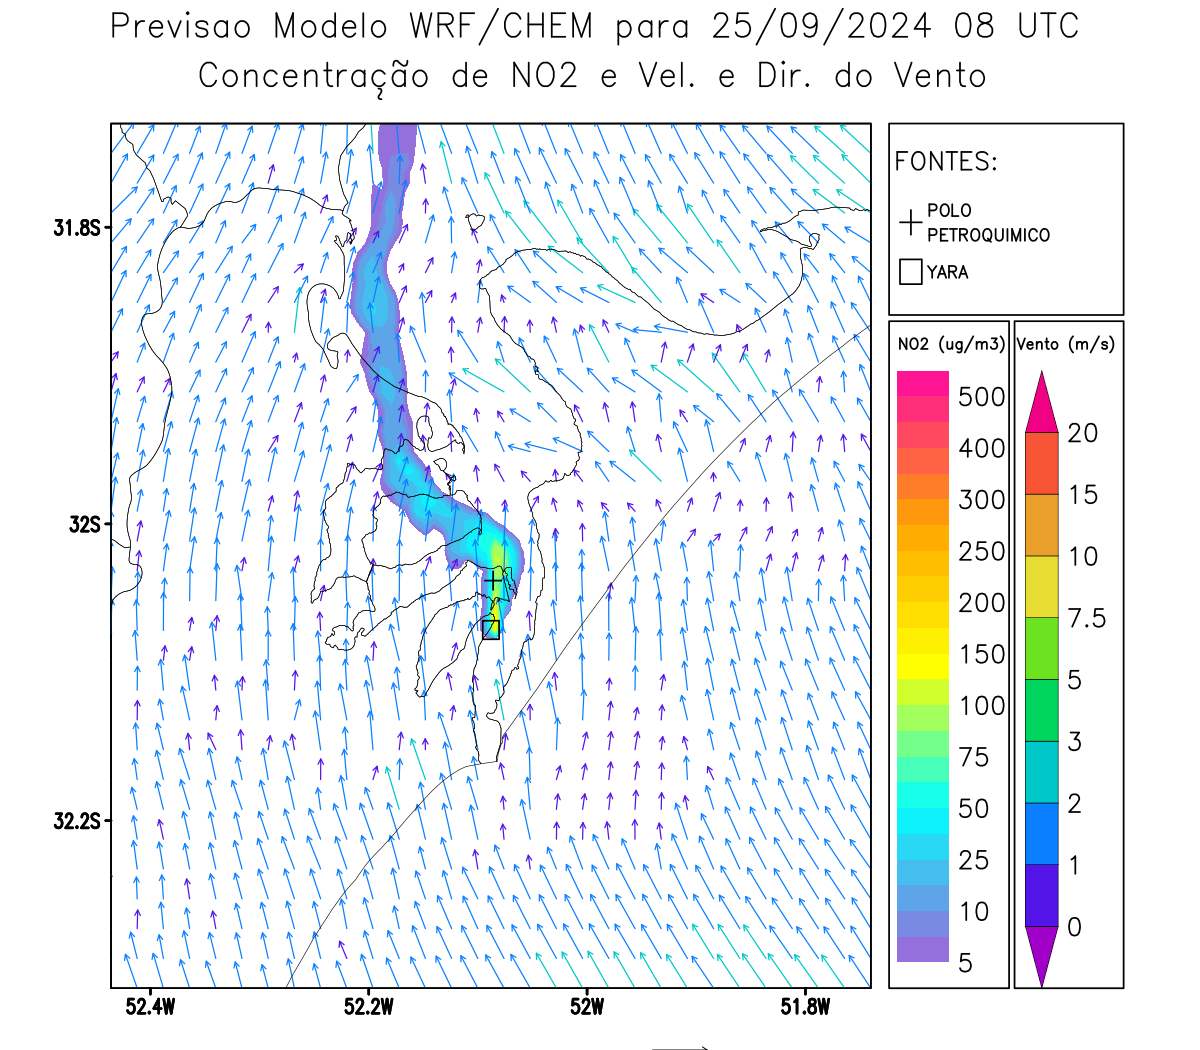 Previsao Modelo WRF/CHEM para 25/09/2024 08 UTC
Concentração de NO2 e Vel. e Dir. do Vento
FONTES:
POLO
PETROQUIMICO
YARA
NO2 (ug/m3)
500
400
300
250
200
150
100
75
50
25
10
5
Vento (m/s)
20
15
10
7.5
5
3
2
1
0
31.8S
32S
32.2S
52.4W
52.2W
52W
51.8W